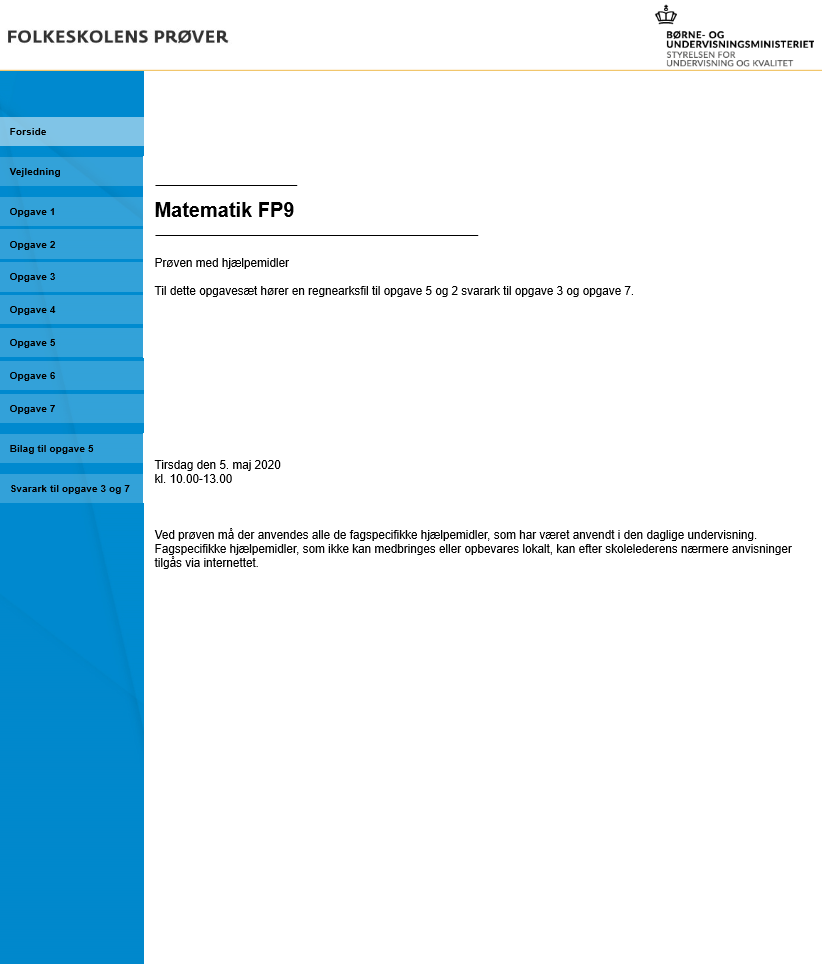 FOLKESKOLENS PRØVER
BØRNE- OG
UNDERVISNINGSMINISTERIET
STYRELSEN FOR
UNDERVISNING OG KVALITET
Forside
Vejledning
Opgave 1
Opgave 2
Opgave 3
Opgave 4
Opgave 5
Opgave 6
Opgave 7
Bilag til opgave 5
Svarark til opgave 3 og 7
Matematik FP9
Prøven med hjælpemidler
Til dette opgavesæt hører en regnearksfil til opgave 5 og 2 svarark til opgave 3 og opgave 7.
Tirsdag den 5. maj 2020
kl. 10.00-13.00
Ved prøven må der anvendes alle de fagspecifikke hjælpemidler, som har været anvendt i den daglige undervisning.
Fagspecifikke hjælpemidler, som ikke kan medbringes eller opbevares lokalt, kan efter skolelederens nærmere anvisninger
tilgås via internettet.